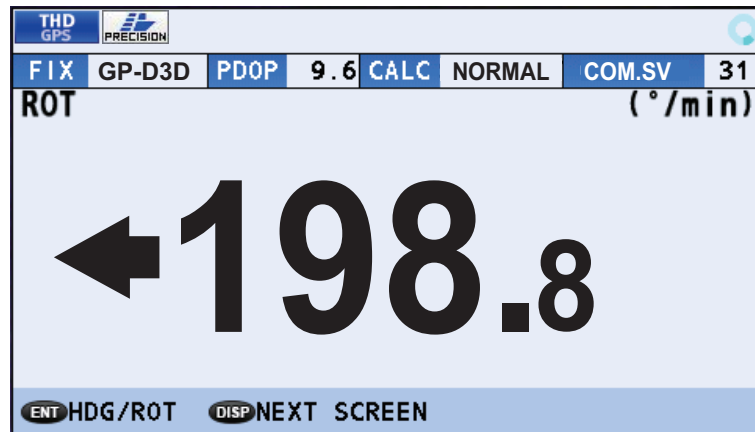 THD
GPS
PRECISION
FIX GP-D3D PDOP 9.6 CALC NORMAL COM.SV 31
ROT (°/min)
198.8
ENT HDG/ROT DISP NEXT SCREEN